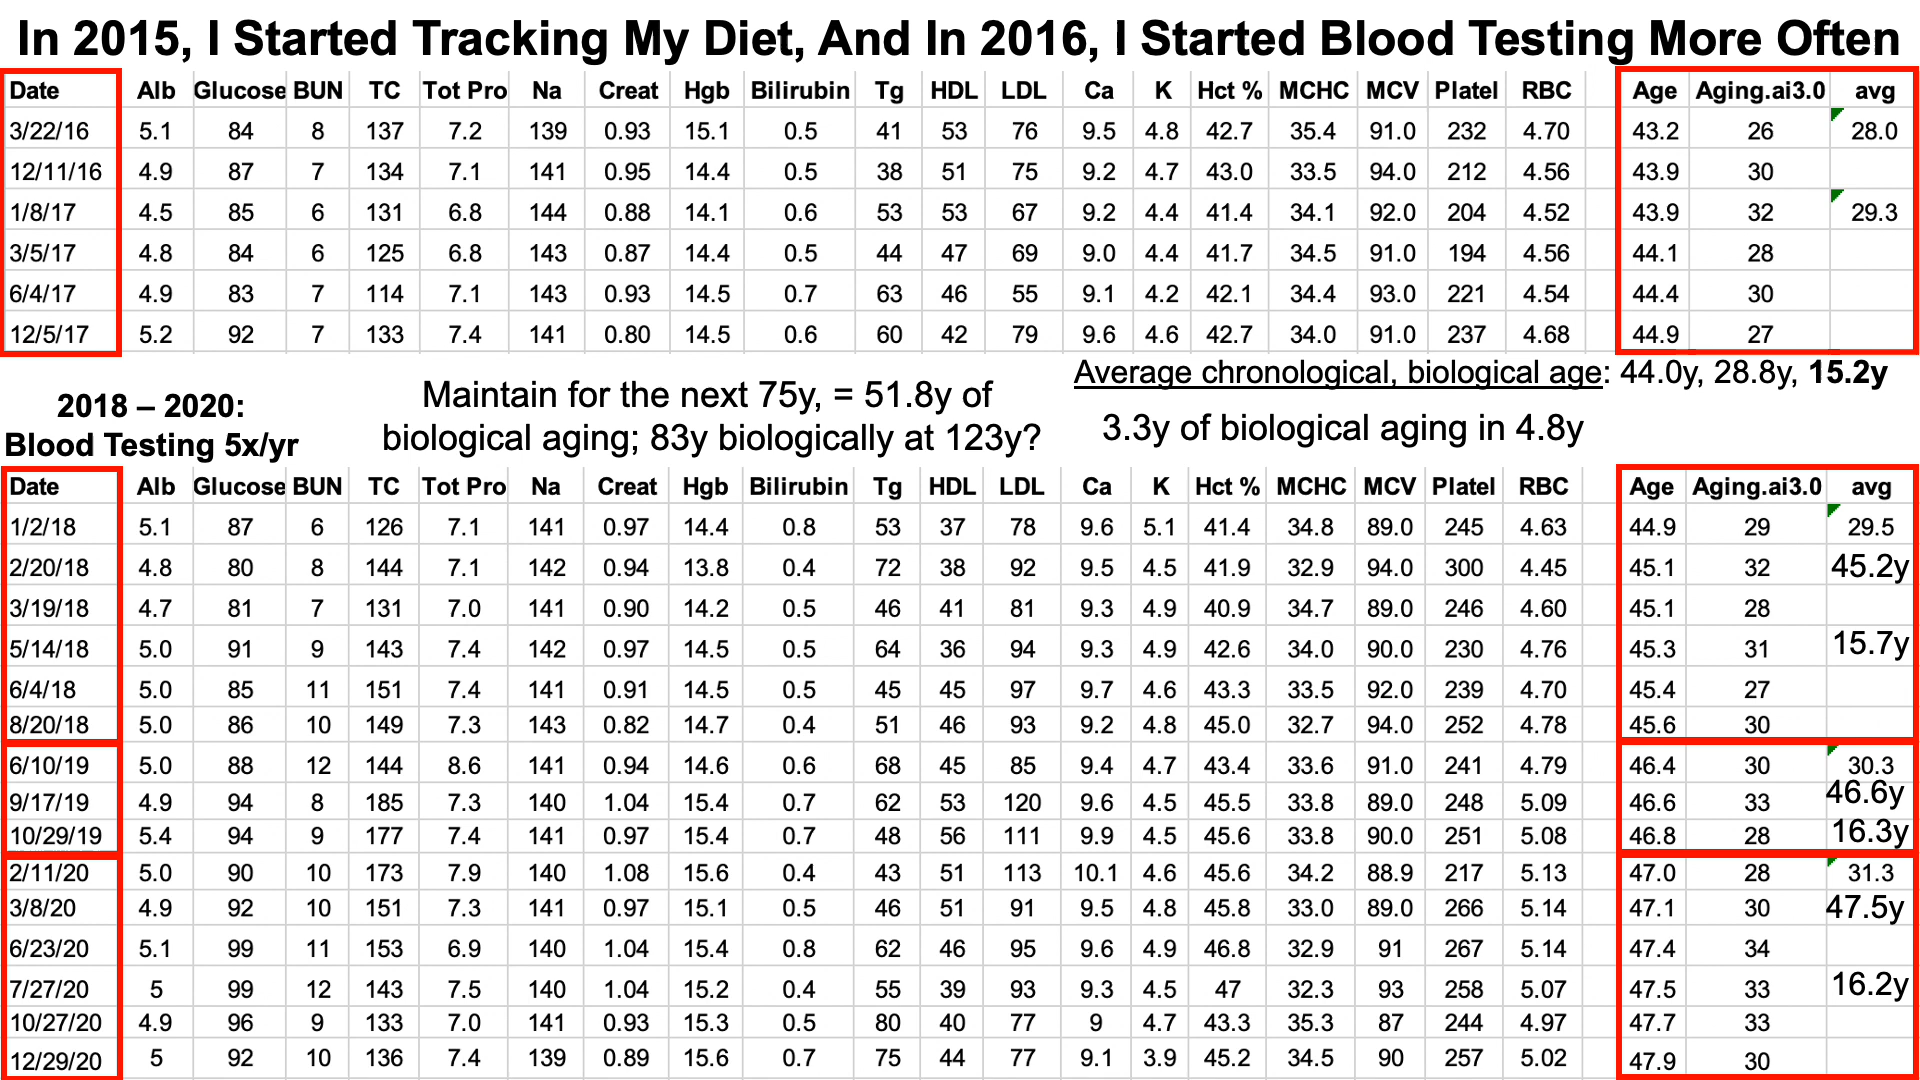 In 2015, I Started Tracking My Diet, And In 2016, I Started Blood Testing More Often
Date Alb Glucose BUN TC Tot Pro Na Creat Hgb Bilirubin Tg HDL LDL Ca K Hct % MCHC MCV Platel RBC Age Aging.ai3.0 avg
3/22/16 5.1 84 8 137 7.2 139 0.93 15.1 0.5 41 53 76 9.5 4.8 42.7 35.4 91.0 232 4.70 43.2 26 28.0
12/11/16 4.9 87 7 134 7.1 141 0.95 14.4 0.5 38 51 75 9.2 4.7 43.0 33.5 94.0 212 4.56 43.9 30
1/8/17 4.5 85 6 131 6.8 144 0.88 14.1 0.6 53 53 67 9.2 4.4 41.4 34.1 92.0 204 4.52 43.9 32 29.3
3/5/17 4.8 84 6 125 6.8 143 0.87 14.4 0.5 44 47 69 9.0 4.4 41.7 34.5 91.0 194 4.56 44.1 28
6/4/17 4.9 83 7 114 7.1 143 0.93 14.5 0.7 63 46 55 9.1 4.2 42.1 34.4 93.0 221 4.54 44.4 30
12/5/17 5.2 92 7 133 7.4 141 0.80 14.5 0.6 60 42 79 9.6 4.6 42.7 34.0 91.0 237 4.68 44.9 27
Average chronological, biological age: 44.0y, 28.8y, 15.2y
2018 – 2020:
Blood Testing 5x/yr
Maintain for the next 75y, = 51.8y of
biological aging; 83y biologically at 123y?
3.3y of biological aging in 4.8y
Date Alb Glucose BUN TC Tot Pro Na Creat Hgb Bilirubin Tg HDL LDL Ca K Hct % MCHC MCV Platel RBC Age Aging.ai3.0 avg
1/2/18 5.1 87 6 126 7.1 141 0.97 14.4 0.8 53 37 78 9.6 5.1 41.4 34.8 89.0 245 4.63 44.9 29 29.5
2/20/18 4.8 80 8 144 7.1 142 0.94 13.8 0.4 72 38 92 9.5 4.5 41.9 32.9 94.0 300 4.45 45.1 32 45.2y
3/19/18 4.7 81 7 131 7.0 141 0.90 14.2 0.5 46 41 81 9.3 4.9 40.9 34.7 89.0 246 4.60 45.1 28
5/14/18 5.0 91 9 143 7.4 142 0.97 14.5 0.5 64 36 94 9.3 4.9 42.6 34.0 90.0 230 4.76 45.3 31 15.7y
6/4/18 5.0 85 11 151 7.4 141 0.91 14.5 0.5 45 45 97 9.7 4.6 43.3 33.5 92.0 239 4.70 45.4 27
8/20/18 5.0 86 10 149 7.3 143 0.82 14.7 0.4 51 46 93 9.2 4.8 45.0 32.7 94.0 252 4.78 45.6 30
6/10/19 5.0 88 12 144 8.6 141 0.94 14.6 0.6 68 45 85 9.4 4.7 43.4 33.6 91.0 241 4.79 46.4 30 30.3
9/17/19 4.9 94 8 185 7.3 140 1.04 15.4 0.7 62 53 120 9.6 4.5 45.5 33.8 89.0 248 5.09 46.6 33 46.6y
10/29/19 5.4 94 9 177 7.4 141 0.97 15.4 0.7 48 56 111 9.9 4.5 45.6 33.8 90.0 251 5.08 46.8 28 16.3y
2/11/20 5.0 90 10 173 7.9 140 1.08 15.6 0.4 43 51 113 10.1 4.6 45.6 34.2 88.9 217 5.13 47.0 28 31.3
3/8/20 4.9 92 10 151 7.3 141 0.97 15.1 0.5 46 51 91 9.5 4.8 45.8 33.0 89.0 266 5.14 47.1 30 47.5y
6/23/20 5.1 99 11 153 6.9 140 1.04 15.4 0.8 62 46 95 9.6 4.9 46.8 32.9 91 267 5.14 47.4 34
7/27/20 5 99 12 143 7.5 140 1.04 15.2 0.4 55 39 93 9.3 4.5 47 32.3 93 258 5.07 47.5 33 16.2y
10/27/20 4.9 96 9 133 7.0 141 0.93 15.3 0.5 80 40 77 9 4.7 43.3 35.3 87 244 4.97 47.7 33
12/29/20 5 92 10 136 7.4 139 0.89 15.6 0.7 75 44 77 9.1 3.9 45.2 34.5 90 257 5.02 47.9 30